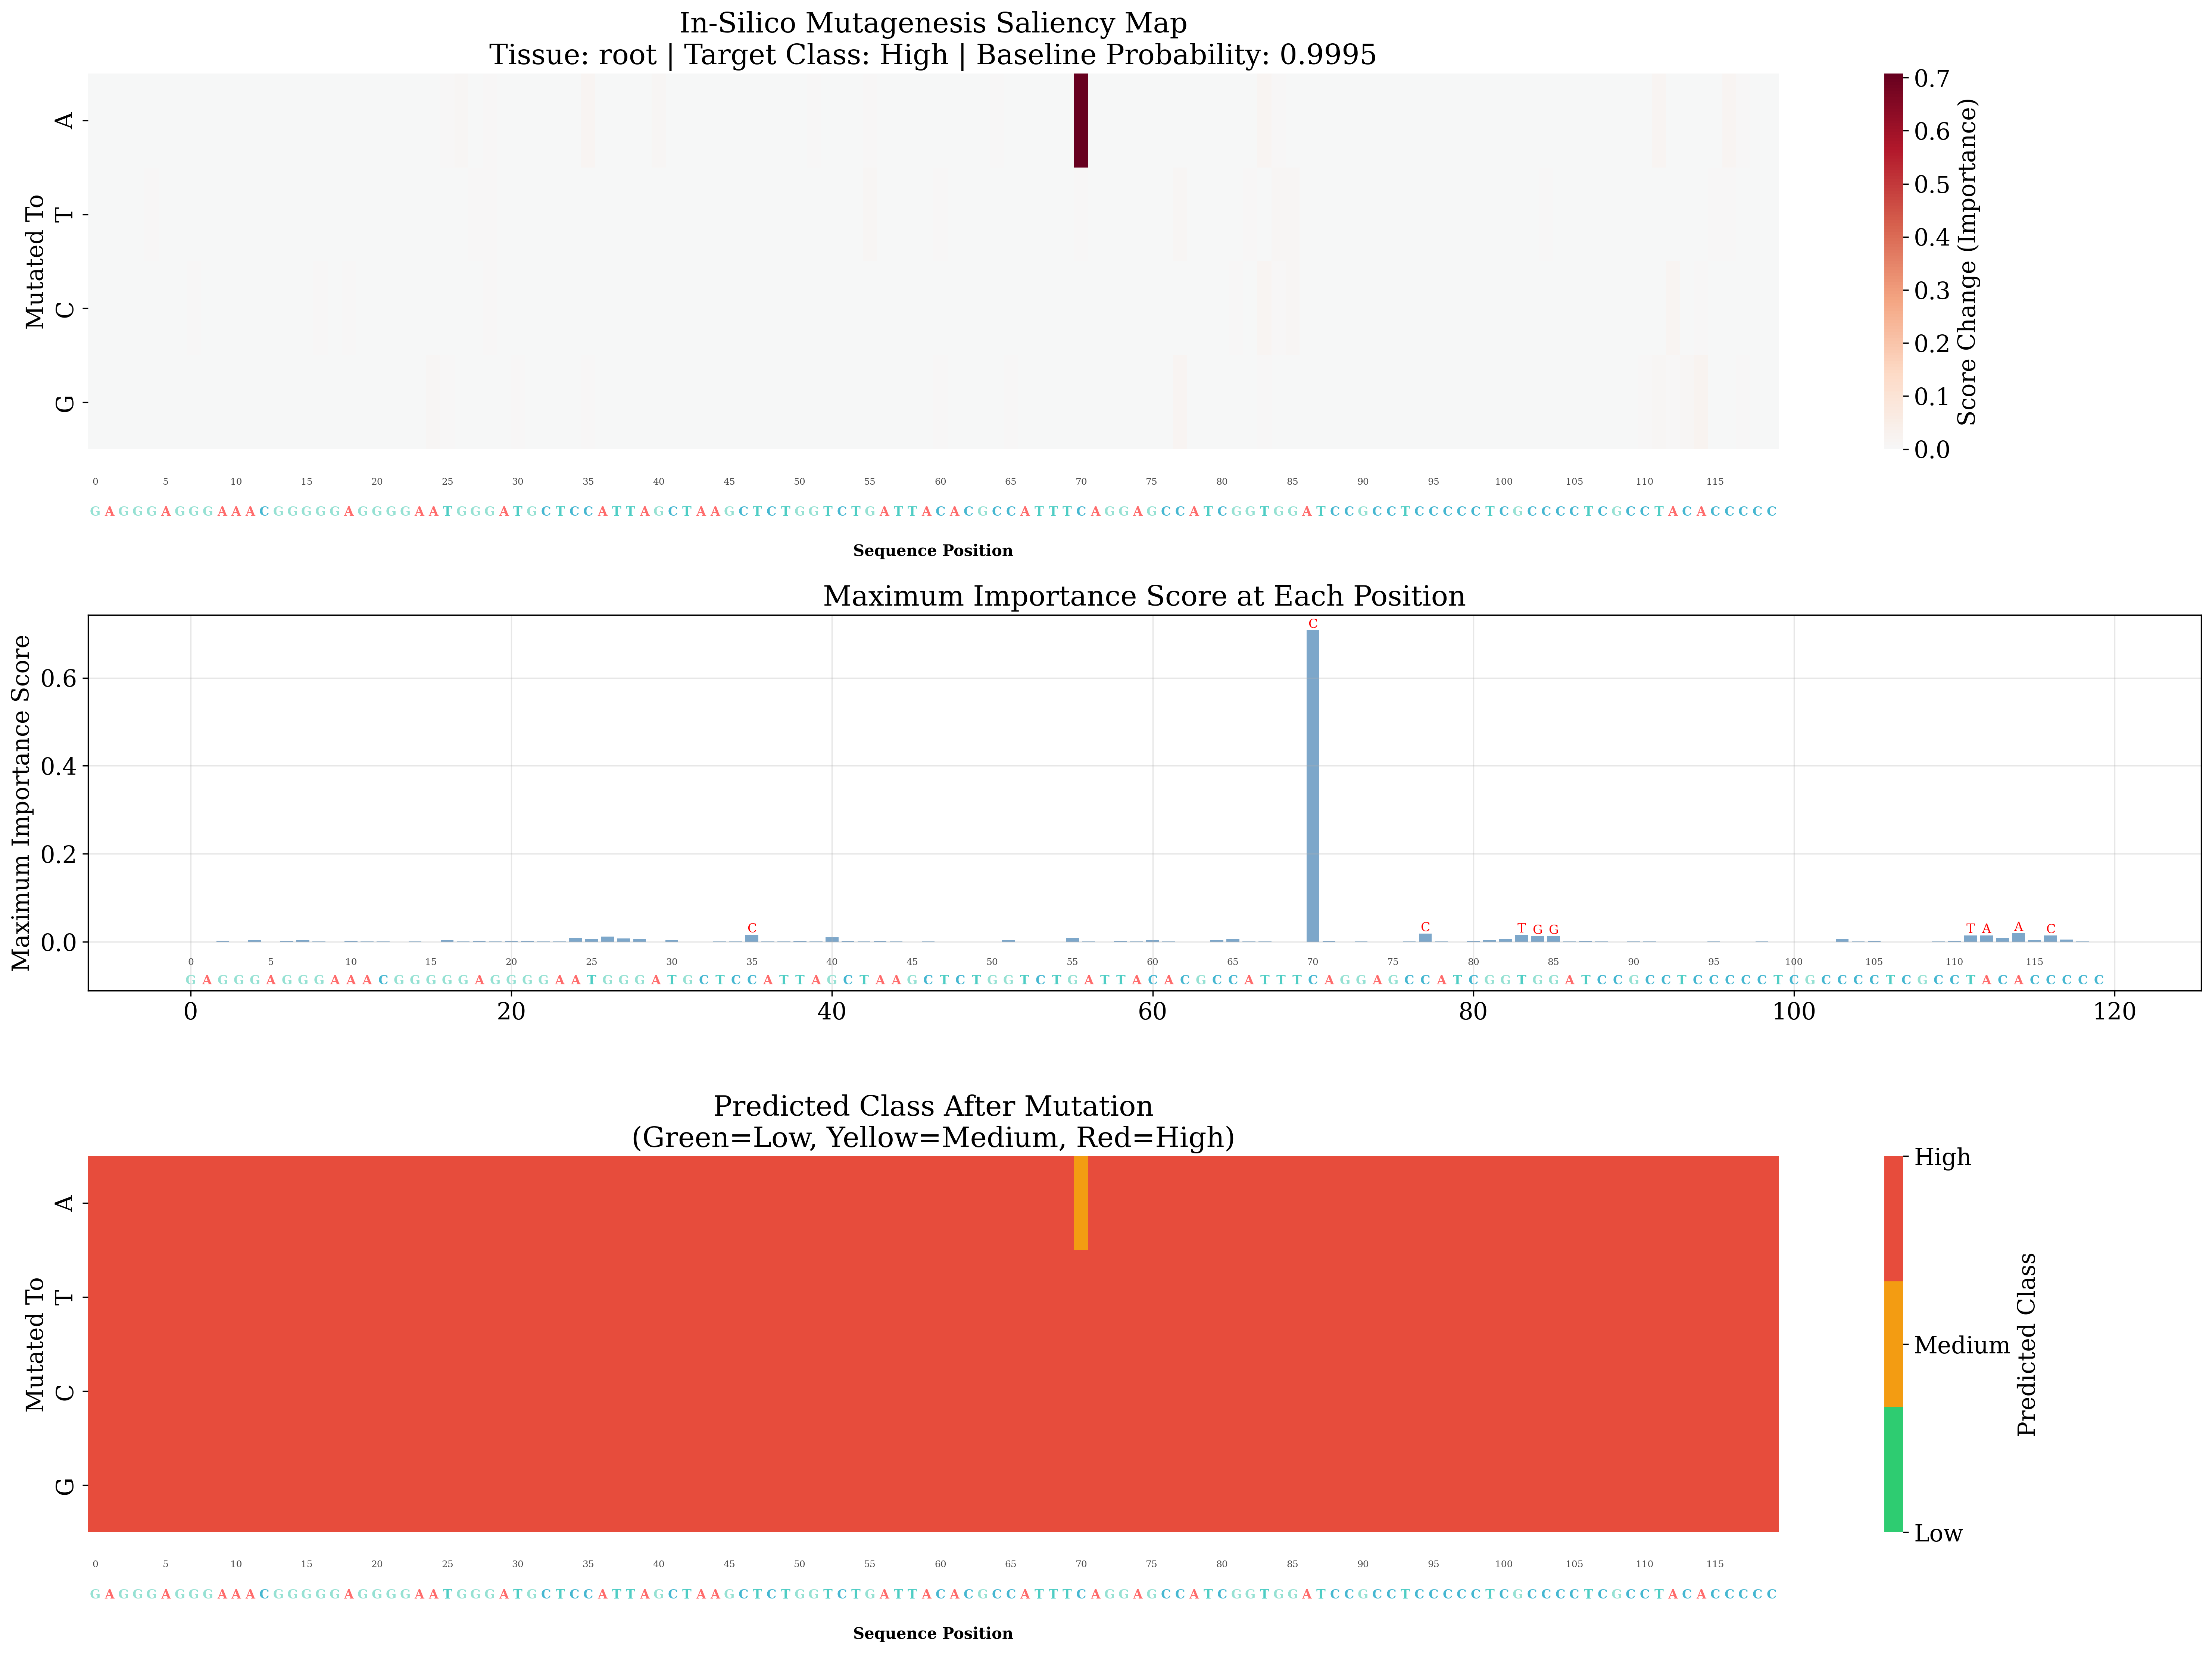 In-Silico Mutagenesis Saliency Map
Tissue: root | Target Class: High | Baseline Probability: 0.9995
Mutated To
A
T
C
G
0.7
0.6
0.5
0.4
0.3
0.2
0.1
0.0
Score Change (Importance)
0 5 10 15 20 25 30 35 40 45 50 55 60 65 70 75 80 85 90 95 100 105 110 115
GAGGGAGGGAAACGGGGGAGGGGAATGGGATGCTCCATTAGCTAAGCTCTGGTCTGATTACACGCCATTTCAGGAGCCATCGGTGGATCCGCCTCCCCCTCGCCCCTCGCCTACACCCCC
Sequence Position
Maximum Importance Score at Each Position
Maximum Importance Score
0.6
0.4
0.2
0.0
C C C T G G T A A C
0 5 10 15 20 25 30 35 40 45 50 55 60 65 70 75 80 85 90 95 100 105 110 115
GAGGGAGGGAAACGGGGGAGGGGAATGGGATGCTCCATTAGCTAAGCTCTGGTCTGATTACACGCCATTTCAGGAGCCATCGGTGGATCCGCCTCCCCCTCGCCCCTCGCCTACACCCCC
0 20 40 60 80 100 120
Predicted Class After Mutation
(Green=Low, Yellow=Medium, Red=High)
Mutated To
A
T
C
G
High
Medium
Low
Predicted Class
0 5 10 15 20 25 30 35 40 45 50 55 60 65 70 75 80 85 90 95 100 105 110 115
GAGGGAGGGAAACGGGGGAGGGGAATGGGATGCTCCATTAGCTAAGCTCTGGTCTGATTACACGCCATTTCAGGAGCCATCGGTGGATCCGCCTCCCCCTCGCCCCTCGCCTACACCCCC
Sequence Position